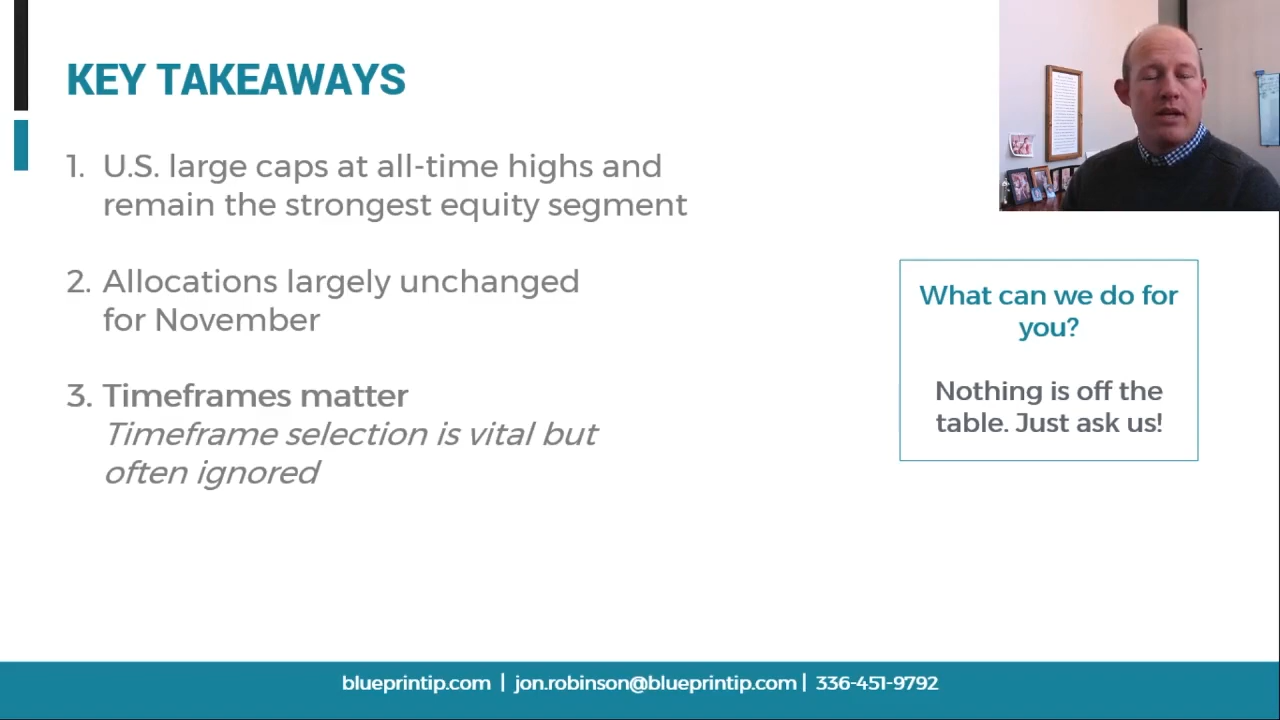 KEY TAKEAWAYS
1. U.S. large caps at all-time highs and
remain the strongest equity segment
2. Allocations largely unchanged
for November
3. Timeframes matter
Timeframe selection is vital but
often ignored
What can we do for
you?
Nothing is off the
table. Just ask us!
blueprintip.com | jon.robinson@blueprintip.com | 336-451-9792